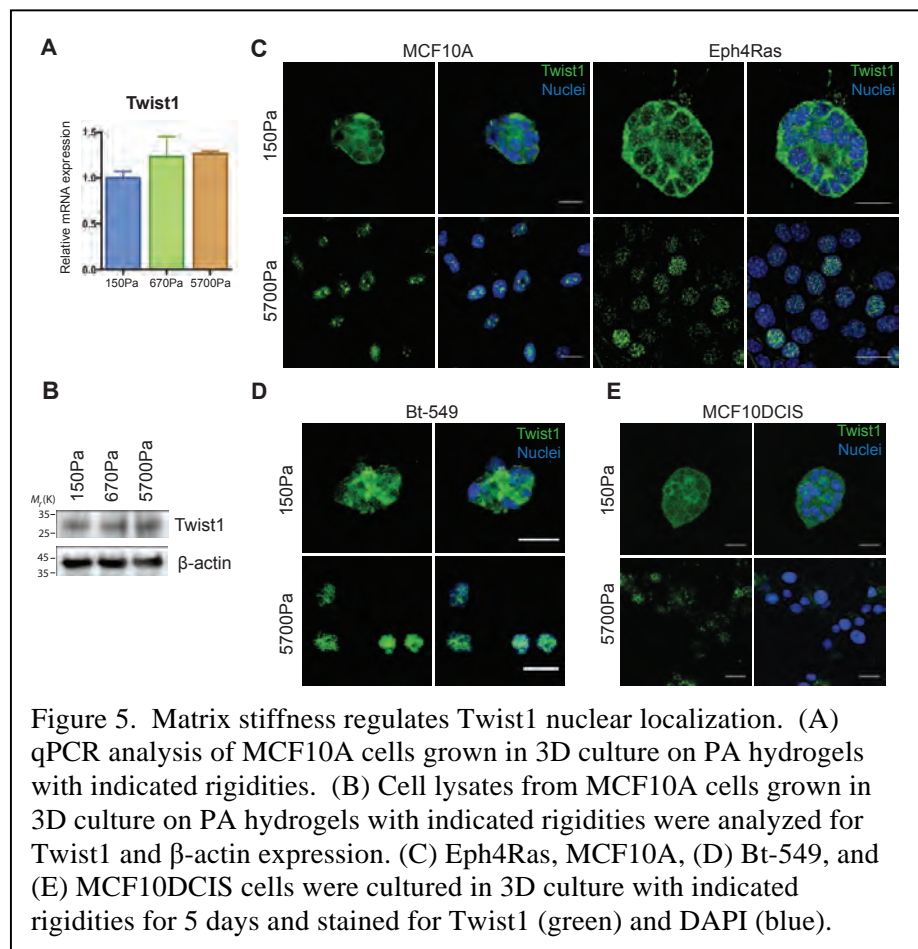 A
Twist1
Relative mRNA expression
1.5
1.0
0.5
0.0
150Pa 670Pa 5700Pa
B
150Pa
670Pa
5700Pa
Mr(K)
35
25
Twist1
45
35
β-actin
C
MCF10A Eph4Ras
Twist1
Nuclei
Twist1
Nuclei
150Pa
5700Pa
D
Bt-549
Twist1
Nuclei
150Pa
5700Pa
E
MCF10DCIS
Twist1
Nuclei
150Pa
5700Pa
Figure 5. Matrix stiffness regulates Twist1 nuclear localization. (A)
qPCR analysis of MCF10A cells grown in 3D culture on PA hydrogels
with indicated rigidities. (B) Cell lysates from MCF10A cells grown in
3D culture on PA hydrogels with indicated rigidities were analyzed for
Twist1 and β-actin expression. (C) Eph4Ras, MCF10A, (D) Bt-549, and
(E) MCF10DCIS cells were cultured in 3D culture with indicated
rigidities for 5 days and stained for Twist1 (green) and DAPI (blue).